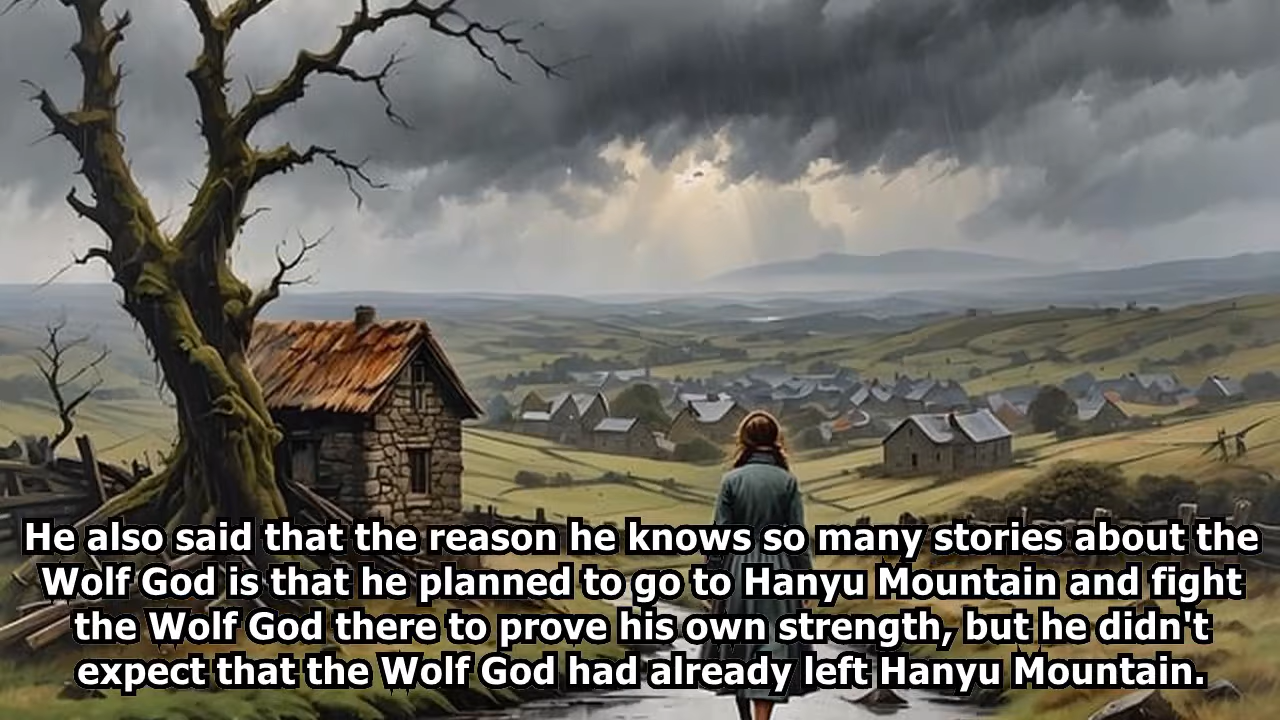 He also said that the reason he knows so many stories about the
Wolf God is that he planned to go to Hanyu Mountain and fight
the Wolf God there to prove his own strength, but he didn't
expect that the Wolf God had already left Hanyu Mountain.